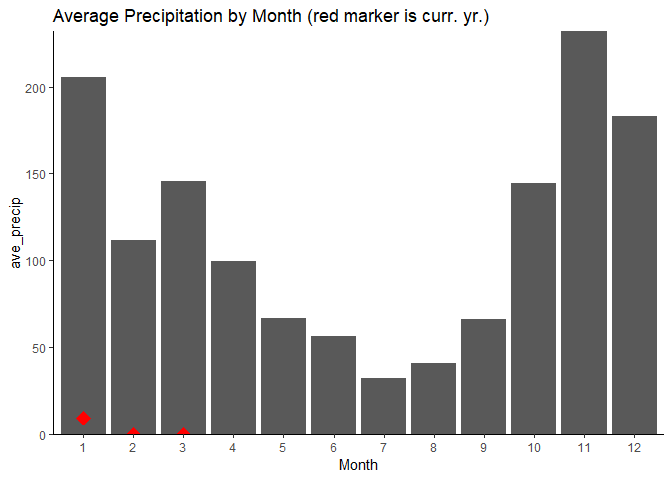 Average Precipitation by Month (red marker is curr. yr.)
ave_precip
200
150
100
50
0
1 2 3 4 5 6 7 8 9 10 11 12
Month